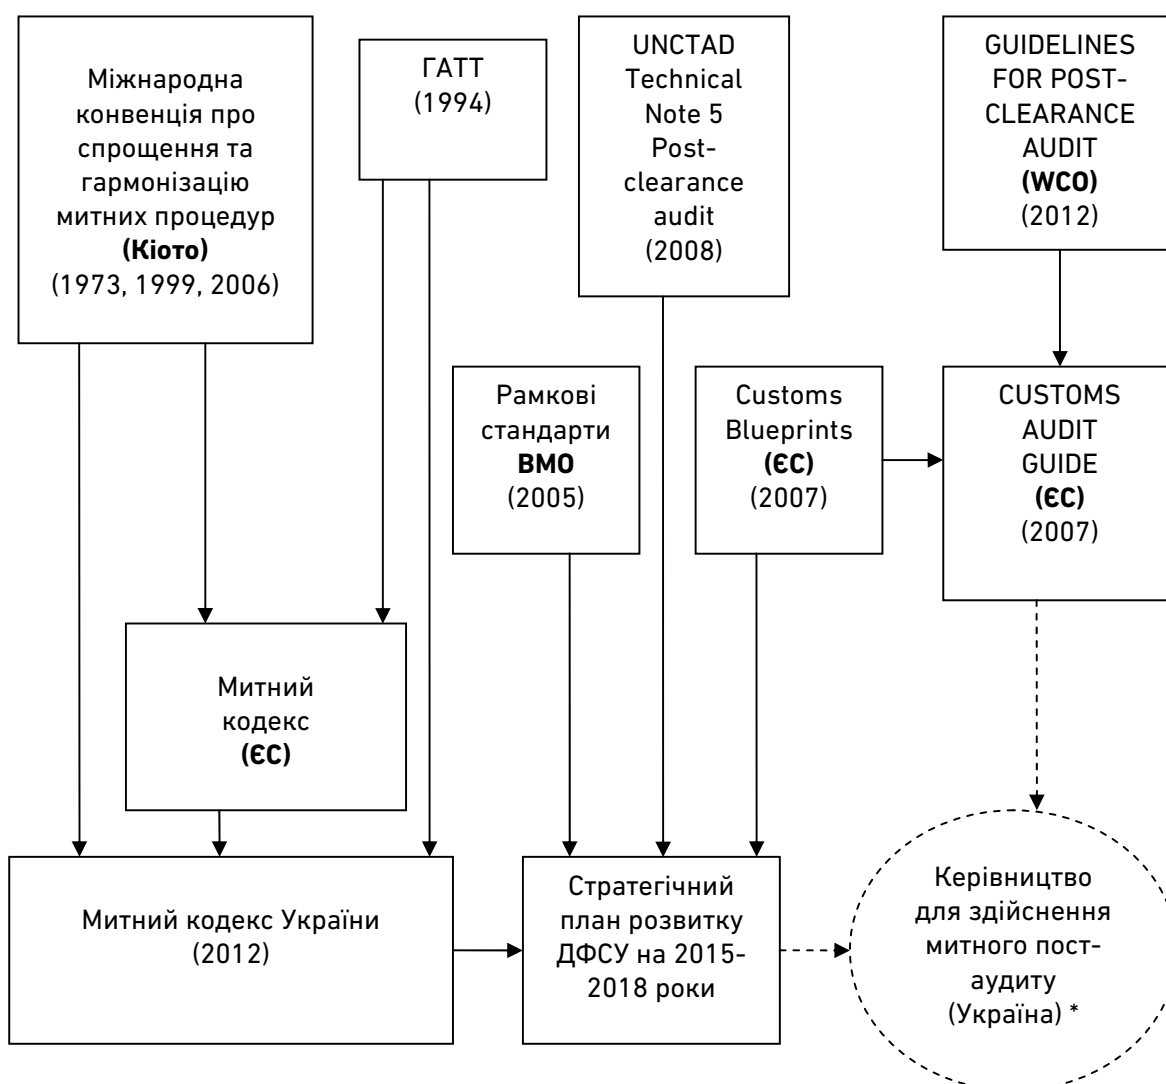 Міжнародна
конвенція про
спрощення та
гармонізацію
митних процедур
(Кіото)
(1973, 1999, 2006)
ГАТТ
(1994)
UNCTAD
Technical
Note 5
Post-
clearance
audit
(2008)
GUIDELINES
FOR POST-
CLEARANCE
AUDIT
(WCO)
(2012)
Рамкові
стандарти
ВМО
(2005)
Customs
Blueprints
(ЄС)
(2007)
CUSTOMS
AUDIT
GUIDE
(ЄС)
(2007)
Митний
кодекс
(ЄС)
Митний кодекс України
(2012)
Стратегічний
план розвитку
ДФСУ на 2015-
2018 роки
Керівництво
для здійснення
митного пост-
аудиту
(Україна) *